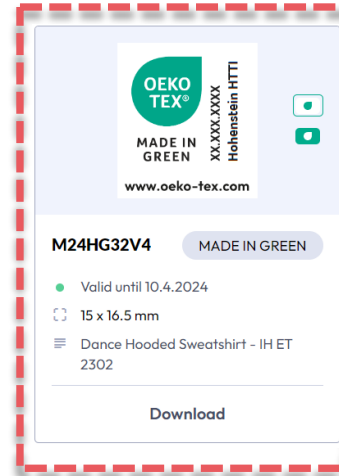 OEKO
TEX®
MADE IN
GREEN
XX.XXX.XXXX
Hohenstein HTTI
www.oeko-tex.com
M24HG32V4
MADE IN GREEN
Valid until 10.4.2024
15 x 16.5 mm
Dance Hooded Sweatshirt - IH ET
2302
Download